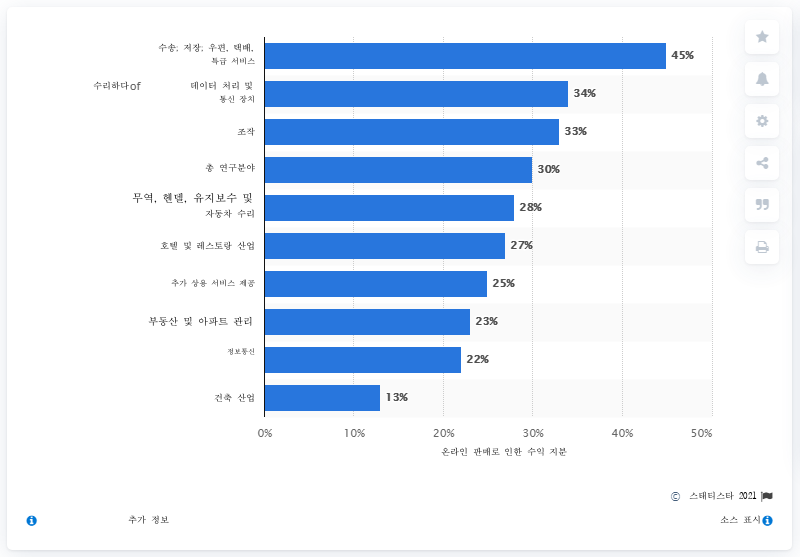 수송; 저장; 우편, 택배,
특급 서비스
45%
수리하다of 데이터 처리 및
통신 장치
34%
조작
33%
총 연구분야
30%
무역, 헨델, 유지보수 및
자동차 수리
28%
호텔 및 레스토랑 산업
27%
추가 상용 서비스 제공
25%
부동산 및 아파트 관리
23%
정보통신
22%
건축 산업
13%
0% 10% 20% 30% 40% 50%
온라인 판매로 인한 수익 지분
© 스태티스타 2021
추가 정보
소스 표시